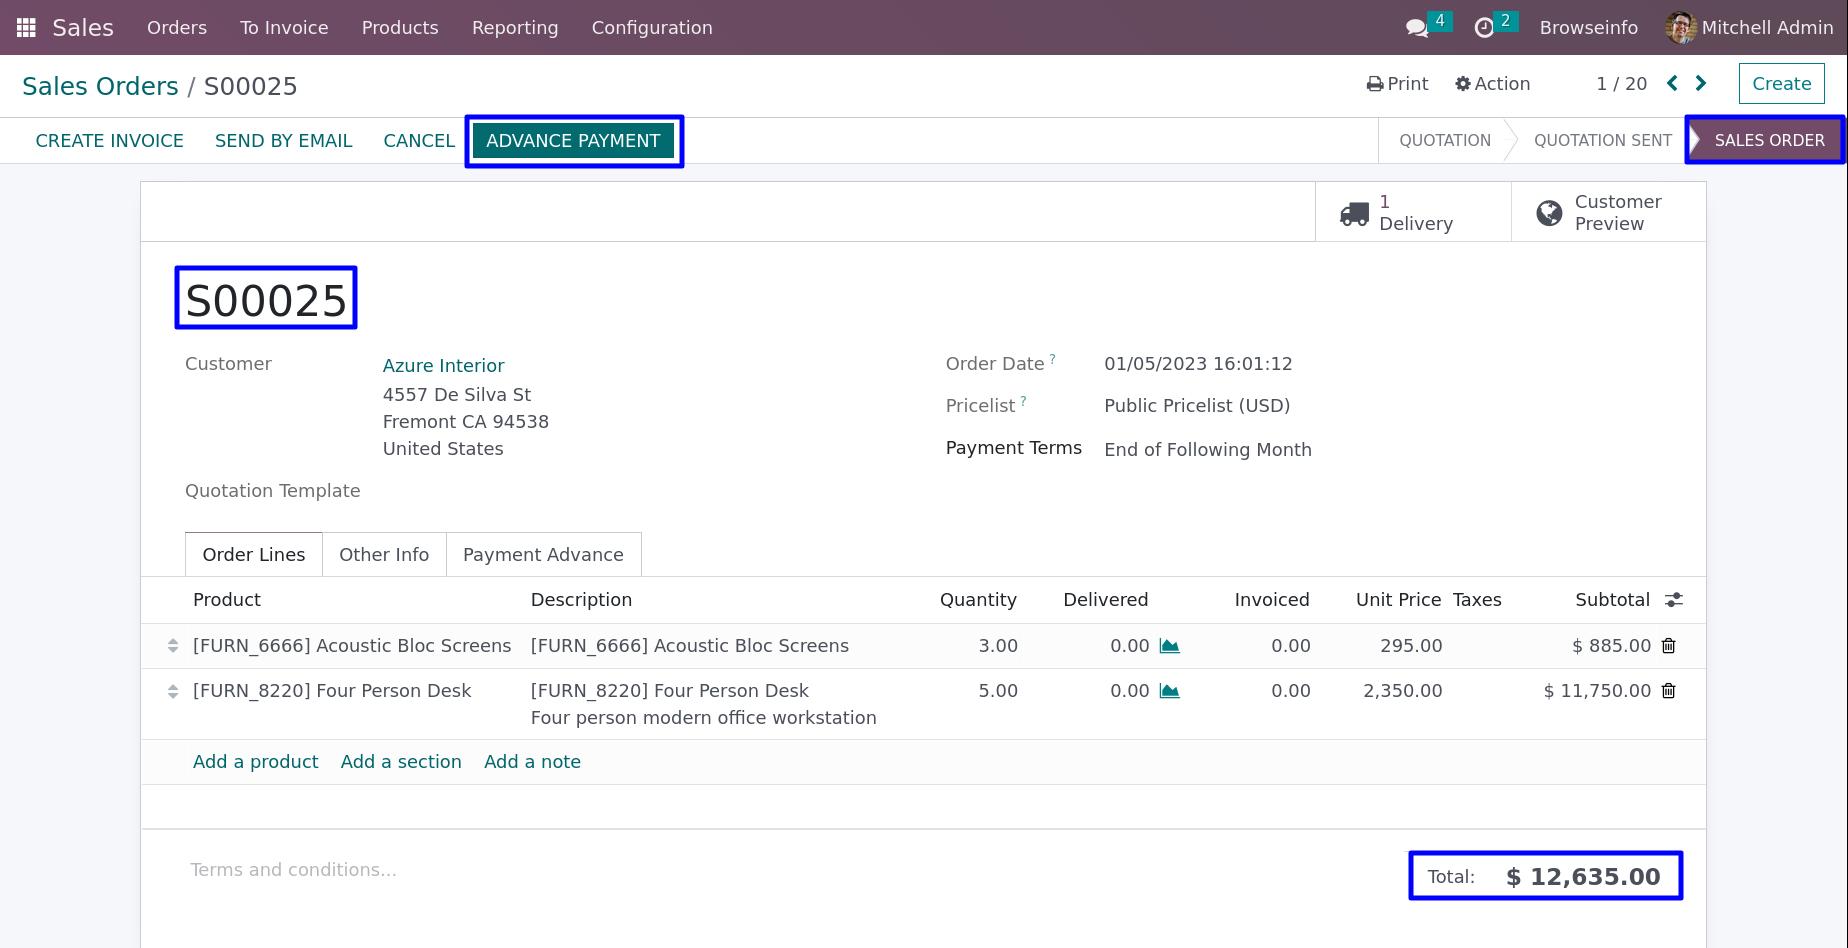 Sales Orders To Invoice Products Reporting Configuration 4 2 Browseinfo Mitchell Admin
Sales Orders / S00025 Print Action 1 / 20 Create
CREATE INVOICE SEND BY EMAIL CANCEL ADVANCE PAYMENT QUOTATION QUOTATION SENT SALES ORDER
1 Delivery
Customer Preview
S00025
Customer Azure Interior
4557 De Silva St
Fremont CA 94538
United States
Quotation Template
Order Date ? 01/05/2023 16:01:12
Pricelist ? Public Pricelist (USD)
Payment Terms End of Following Month
Order Lines Other Info Payment Advance
Product Description Quantity Delivered Invoiced Unit Price Taxes Subtotal
[FURN_6666] Acoustic Bloc Screens [FURN_6666] Acoustic Bloc Screens 3.00 0.00 0.00 295.00 $ 885.00
[FURN_8220] Four Person Desk [FURN_8220] Four Person Desk 5.00 0.00 0.00 2,350.00 $ 11,750.00
Four person modern office workstation
Add a product Add a section Add a note
Terms and conditions...
Total: $ 12,635.00